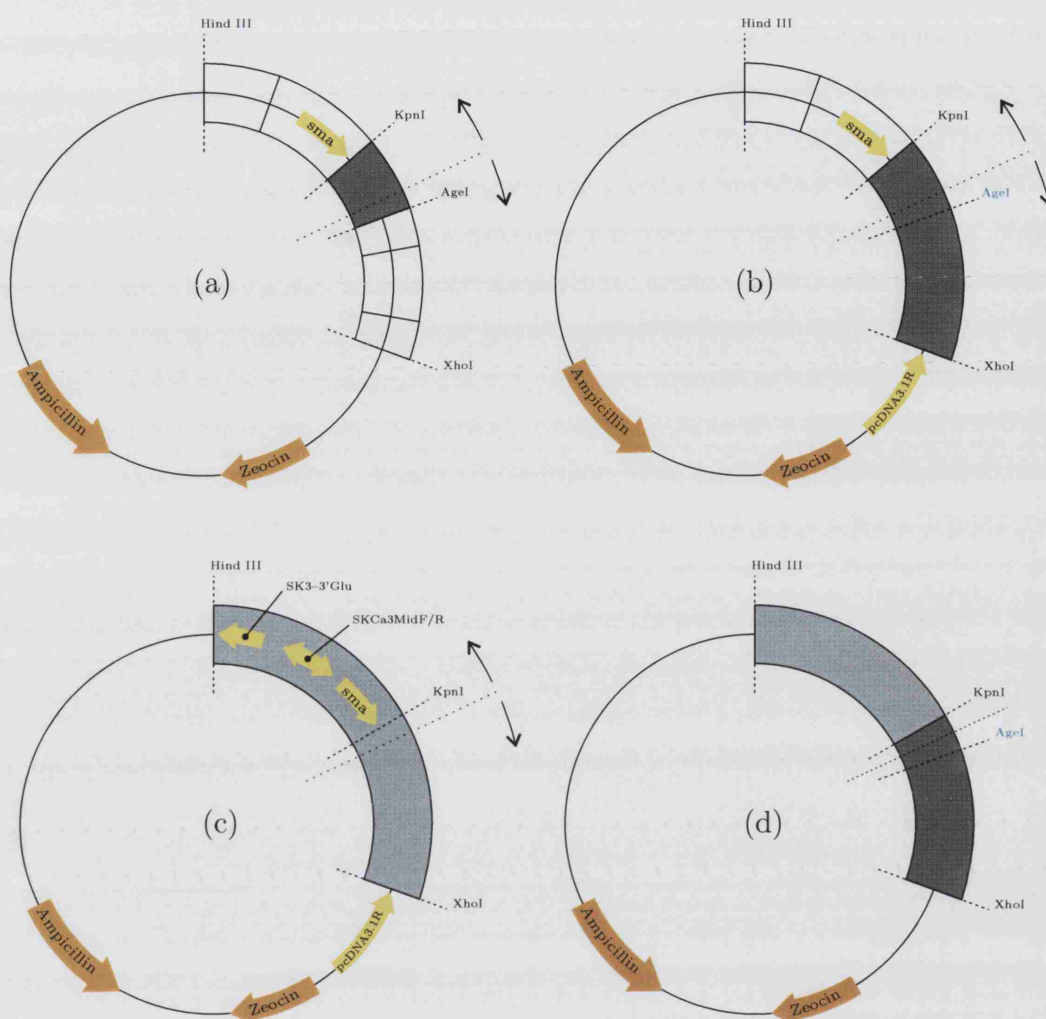 Hind III
sma
KpnI
AgeI
(a)
XhoI
Ampicillin
Zeocin
Hind III
sma
KpnI
AgeI
(b)
XhoI
pcDNA3.1R
Ampicillin
Zeocin
Hind III
SK3–3'Glu
SKCa3MidF/R
sma
KpnI
AgeI
(c)
XhoI
pcDNA3.1R
Ampicillin
Zeocin
Hind III
KpnI
AgeI
(d)
XhoI
Ampicillin
Zeocin